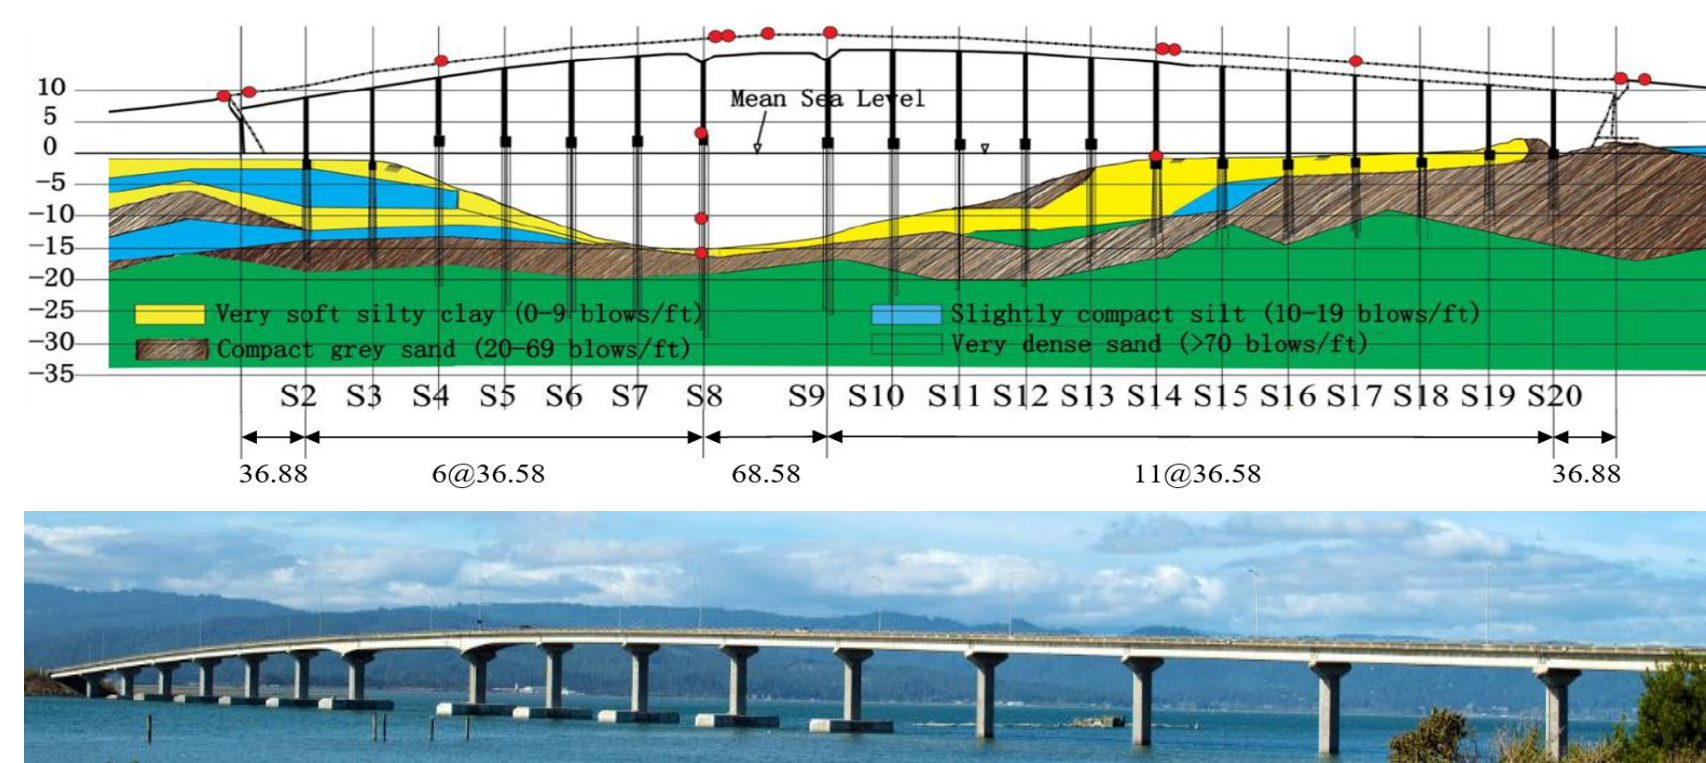 10
5
0
-5
-10
-15
-20
-25
-30
-35
Mean Sea Level
Very soft silty clay (0-9 blows/ft)
Slightly compact silt (10-19 blows/ft)
Compact grey sand (20-69 blows/ft)
Very dense sand (>70 blows/ft)
S2 S3 S4 S5 S6 S7 S8 S9 S10 S11 S12 S13 S14 S15 S16 S17 S18 S19 S20
36.88 6@36.58 68.58 11@36.58 36.88